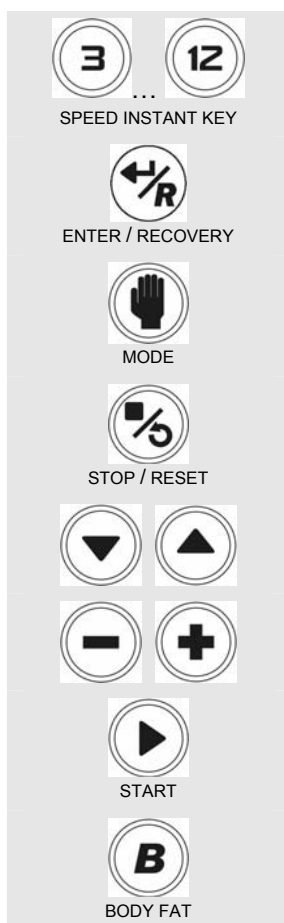 3 ... 12
SPEED INSTANT KEY
R
ENTER / RECOVERY
MODE
STOP / RESET
START
B
BODY FAT